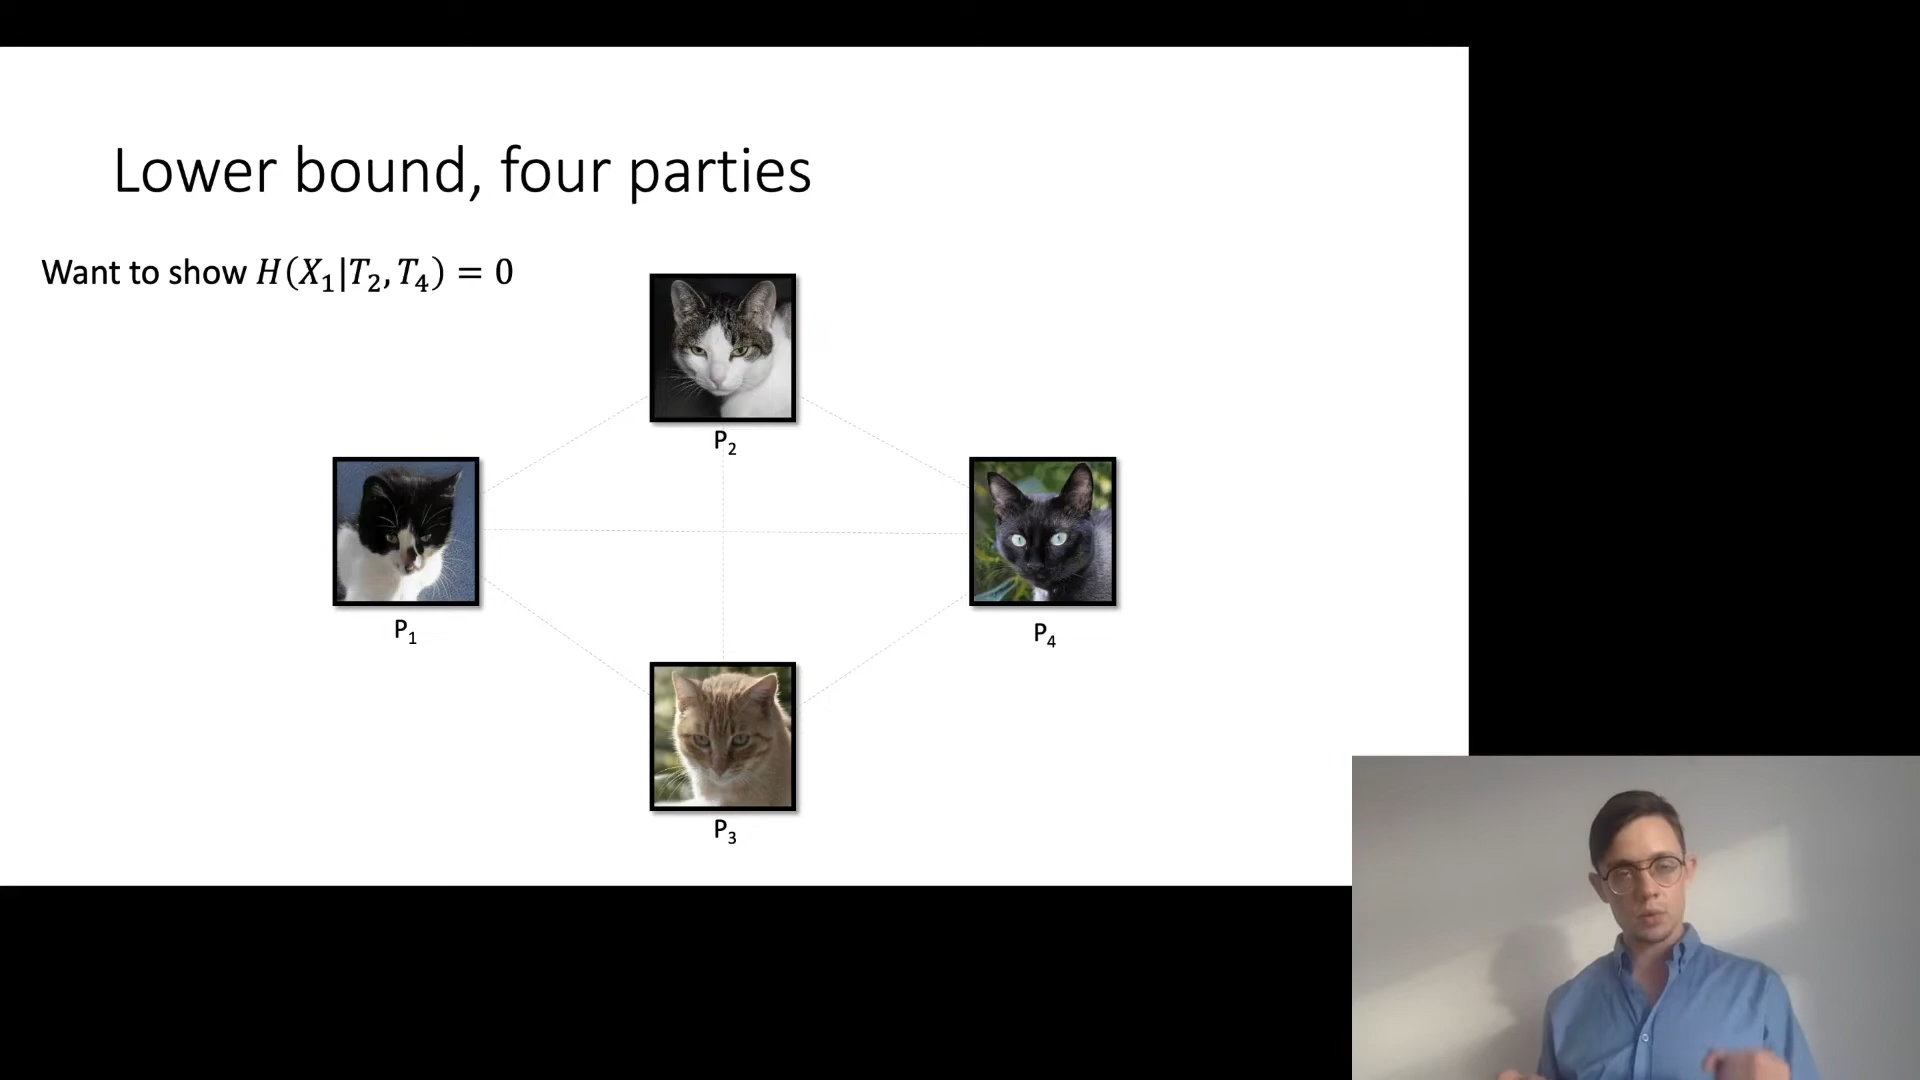 Lower bound, four parties
Want to show H(X₁|T₂, T₄) = 0
P₂
P₁
P₄
P₃